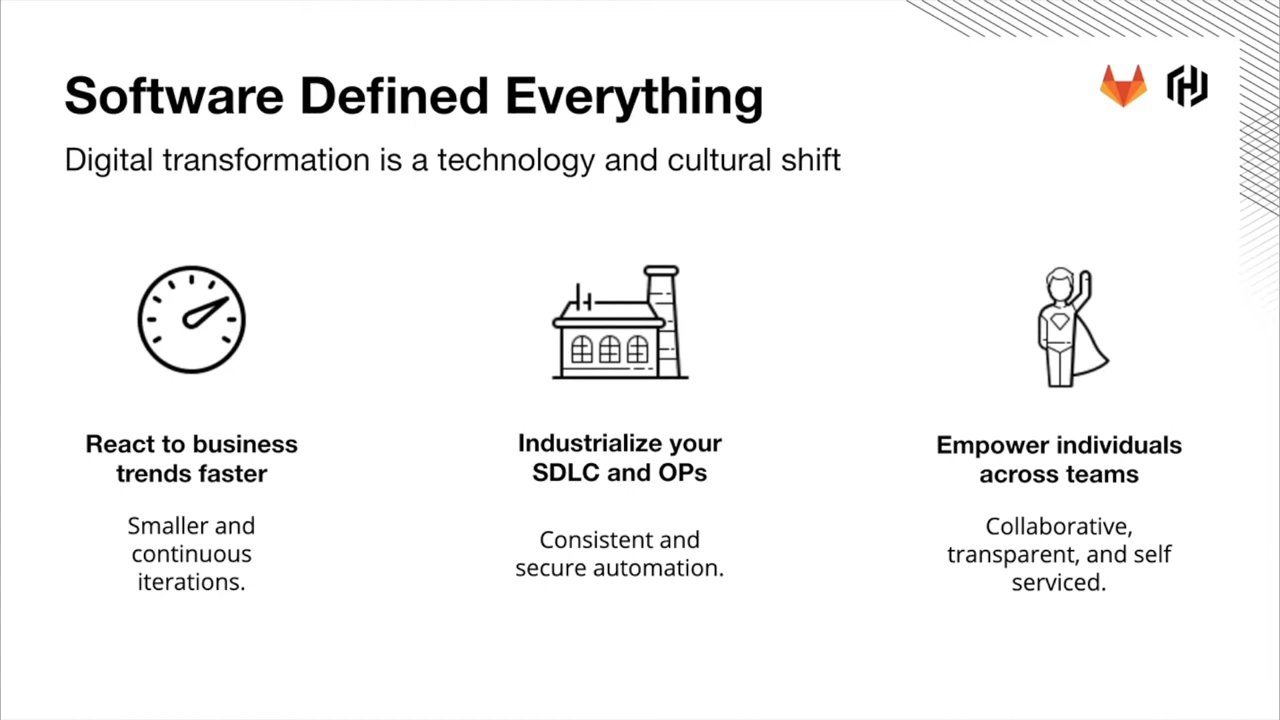 Software Defined Everything
Digital transformation is a technology and cultural shift
React to business
trends faster
Smaller and
continuous
iterations.
Industrialize your
SDLC and OPs
Consistent and
secure automation.
Empower individuals
across teams
Collaborative,
transparent, and self
serviced.